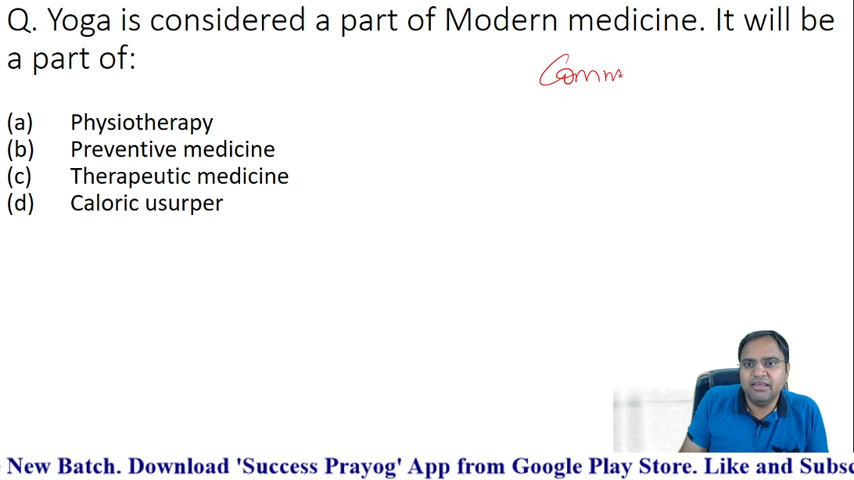 Q. Yoga is considered a part of Modern medicine. It will be
a part of:
(a) Physiotherapy
(b) Preventive medicine
(c) Therapeutic medicine
(d) Caloric usurper
New Batch. Download 'Success Prayog' App from Google Play Store. Like and Subsc